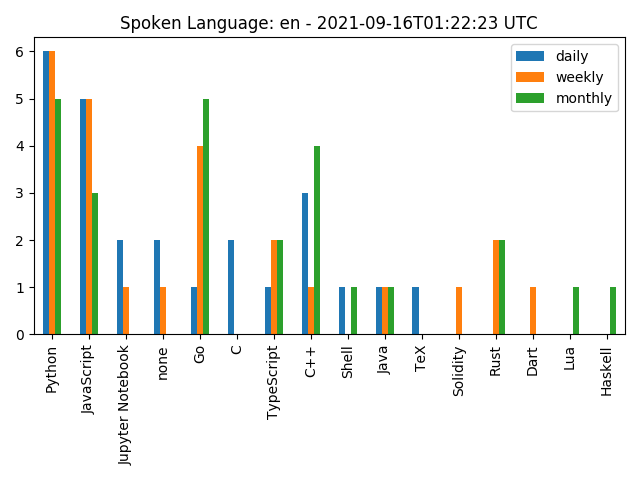 Spoken Language: en - 2021-09-16T01:22:23 UTC
daily
weekly
monthly
6
5
4
3
2
1
0
Python
JavaScript
Jupyter Notebook
none
Go
C
TypeScript
C++
Shell
Java
TeX
Solidity
Rust
Dart
Lua
Haskell